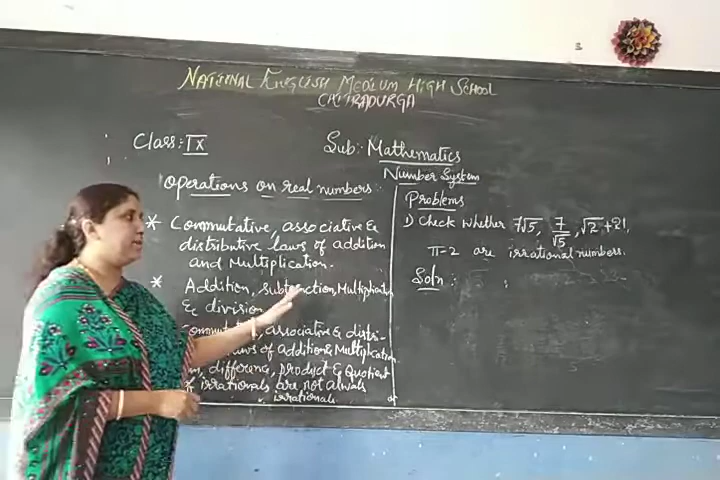 NATIONAL ENGLISH MEDIUM HIGH SCHOOL
CHITRADURGA
Class: IX
Sub: Mathematics
Number System
Operations on real numbers:
* Commutative, associative &
distributive laws of addition
and Multiplication.
* Addition, subtraction, Multiplication
& division
associative & distri-
laws of addition & Multiplication.
difference, product & Quotient
irrationals are not always
irrationals
Problems
1) Check whether 7√5, 7/√5, √2+21,
π-2 are irrational numbers.
Soln: